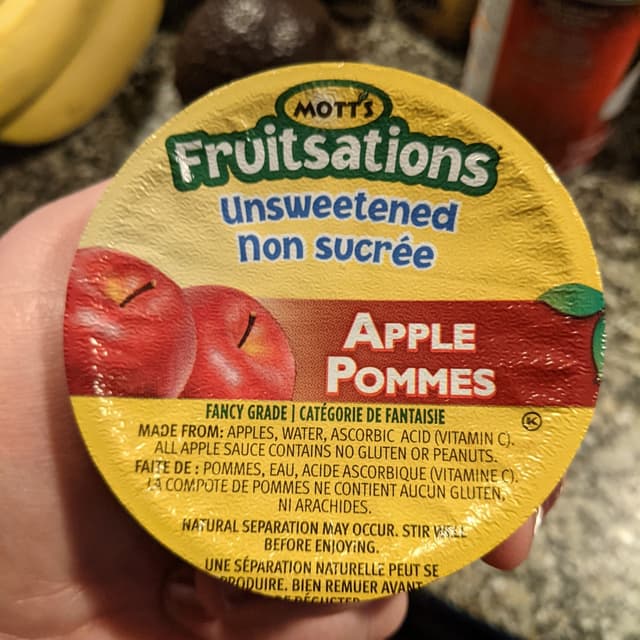 MOTT'S
Fruitsations
unsweetened
non sucrée
APPLE
POMMES
FANCY GRADE | CATÉGORIE DE FANTAISIE
K
MADE FROM: APPLES, WATER, ASCORBIC ACID (VITAMIN C).
ALL APPLE SAUCE CONTAINS NO GLUTEN OR PEANUTS.
FAITE DE : POMMES, EAU, ACIDE ASCORBIQUE (VITAMINE C).
LA COMPOTE DE POMMES NE CONTIENT AUCUN GLUTEN,
NI ARACHIDES.
NATURAL SEPARATION MAY OCCUR. STIR WELL
BEFORE ENJOYING.
UNE SÉPARATION NATURELLE PEUT SE
PRODUIRE. BIEN REMUER AVANT
DE DÉGUSTER